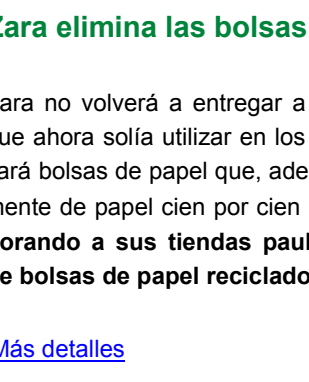 Zara elimina las bolsas
ara no volverá a entregar a
ue ahora solía utilizar en los
ará bolsas de papel que, ade
mente de papel cien por cien
orando a sus tiendas paul
e bolsas de papel reciclado
Más detalles